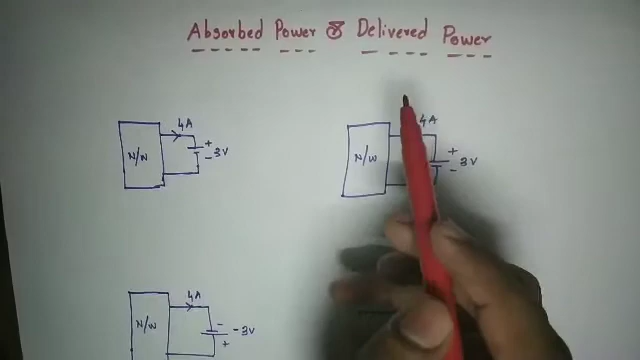 Absorbed Power & Delivered Power
4A
+
N/W
- 3V
4A
+
N/W
3V
-
4A
-
N/W
-3V
+